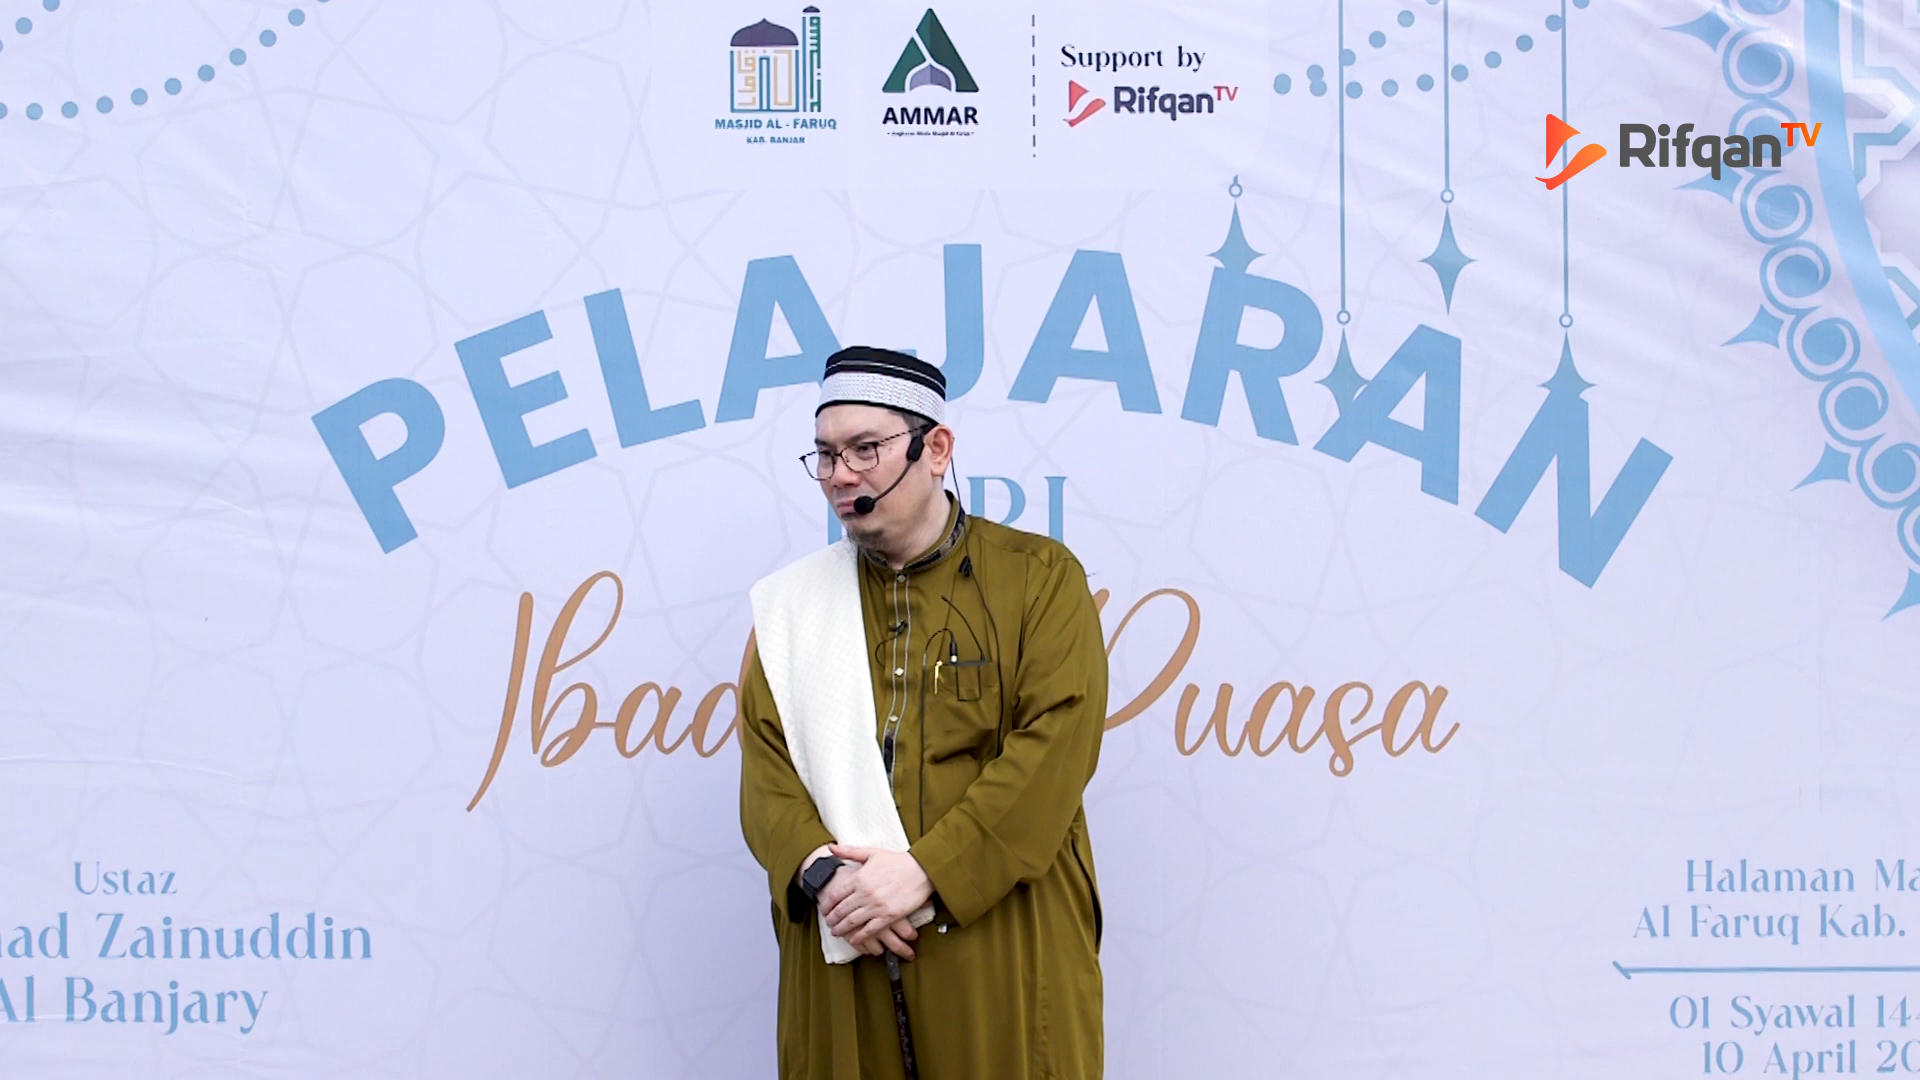 MASJID AL - FARUQ
KAB. BANJAR
AMMAR
Support by
RifqanTV
RifqanTV
PELAJARAN
Puasa
Ustaz
Zainuddin
Al Banjary
Halaman
Al Faruq Kab.
01 Syawal
10 April